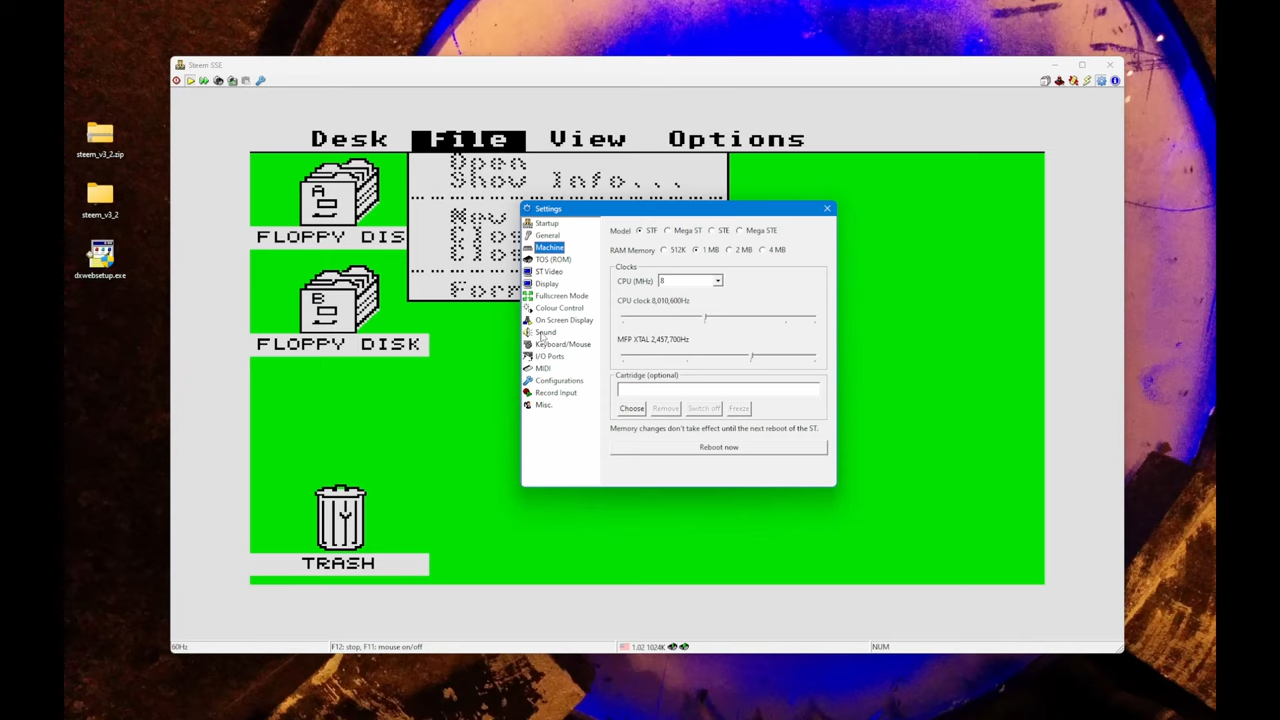 steem_v3_2.zip
steem_v3_2
dxwebsetup.exe
Steem SSE
Desk File View Options
Open
Show Info...
A
FLOPPY DIS
B
FLOPPY DISK
TRASH
Settings
Startup
General
Machine
TOS (ROM)
ST Video
Display
Fullscreen Mode
Colour Control
On Screen Display
Sound
Keyboard/Mouse
I/O Ports
MIDI
Configurations
Record Input
Misc.
Model STF Mega ST STE Mega STE
RAM Memory 512K 1 MB 2 MB 4 MB
Clocks
CPU (MHz) 8
CPU clock 8,010,600Hz
MFP XTAL 2,457,700Hz
Cartridge (optional)
Choose Remove Switch off Freeze
Memory changes don't take effect until the next reboot of the ST.
Reboot now
60Hz F12: stop, F11: mouse on/off 1.02 1024K NUM